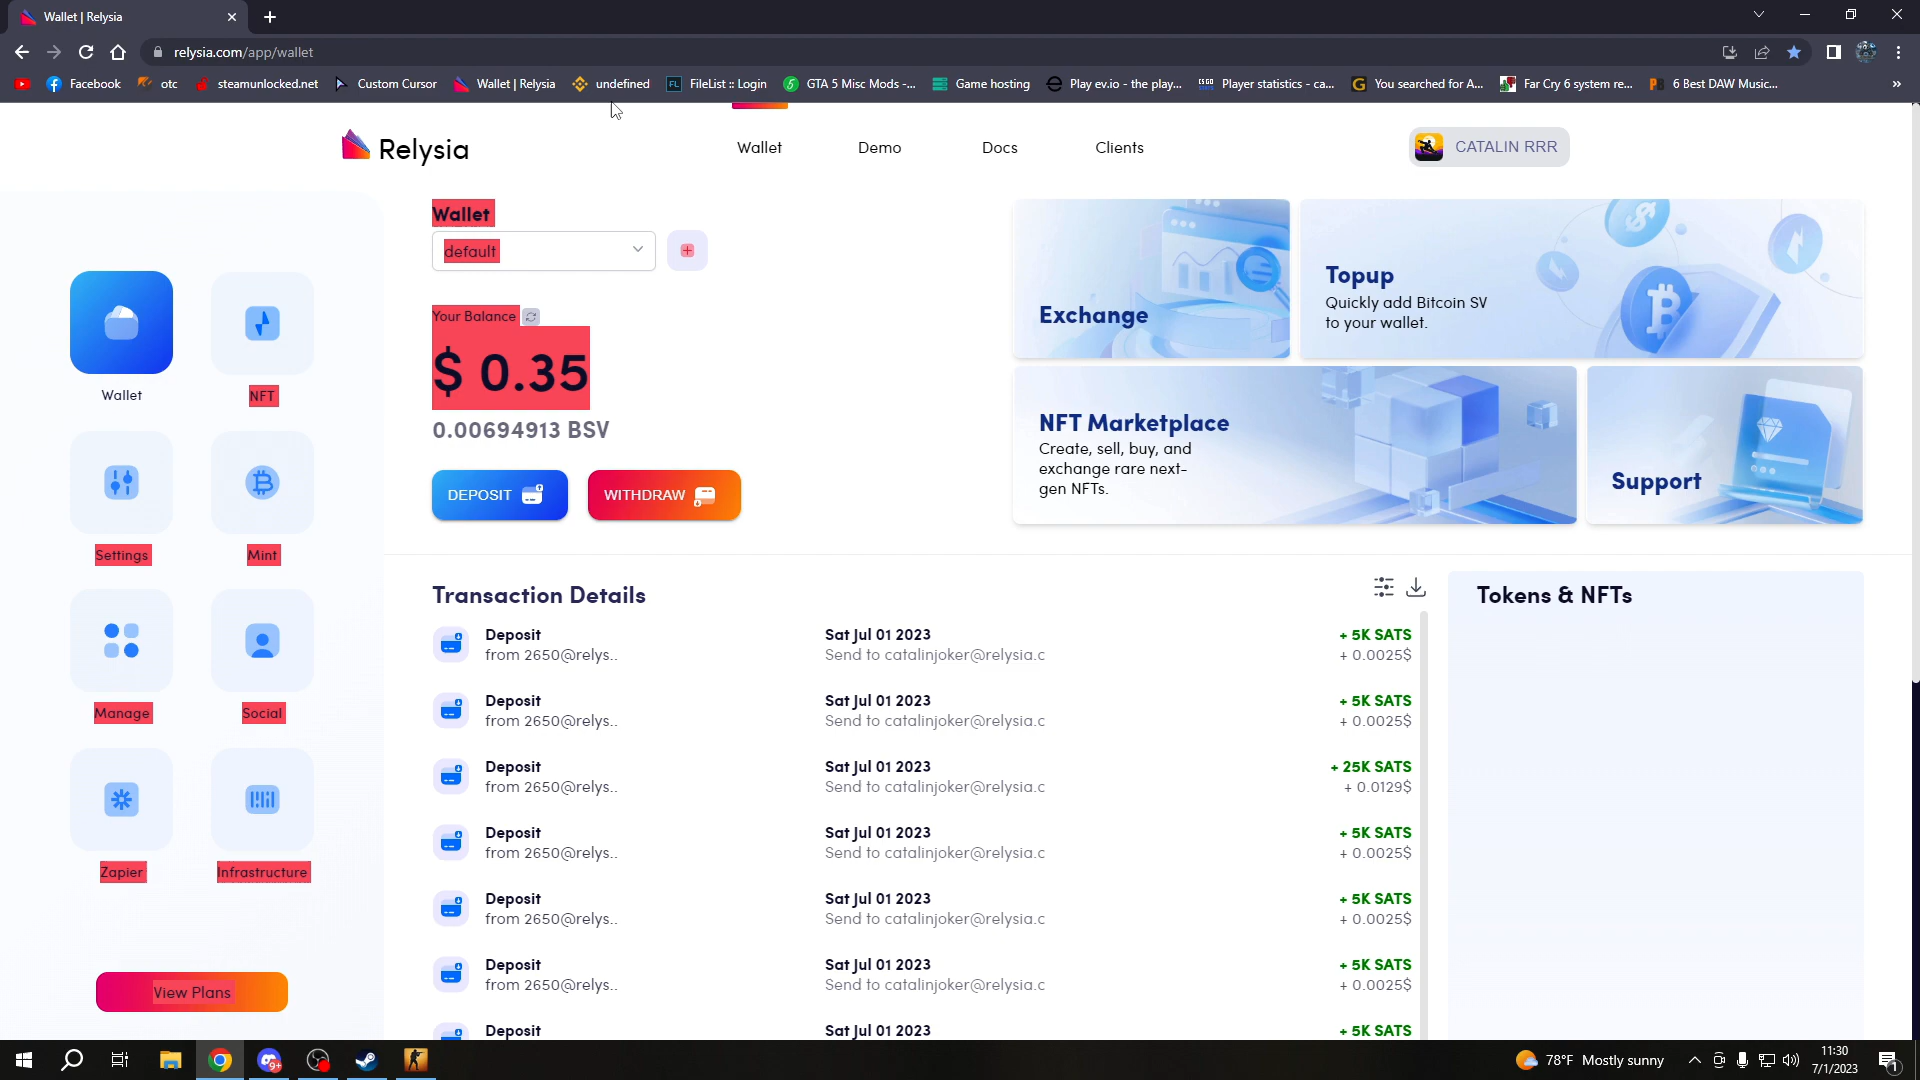 Wallet | Relysia
relysia.com/app/wallet
Facebook
otc
steamunlocked.net
Custom Cursor
Wallet | Relysia
undefined
FileList :: Login
GTA 5 Misc Mods -...
Game hosting
Play ev.io - the play...
Player statistics - ca...
You searched for A...
Far Cry 6 system re...
6 Best DAW Music...
»
Relysia
Wallet
Demo
Docs
Clients
CATALIN RRR
Wallet
NFT
Settings
Mint
Manage
Social
Zapier
Infrastructure
View Plans
Wallet
default
Your Balance
$ 0.35
0.00694913 BSV
DEPOSIT
WITHDRAW
Exchange
Topup
Quickly add Bitcoin SV
to your wallet.
NFT Marketplace
Create, sell, buy, and
exchange rare next-
gen NFTs.
Support
Transaction Details
Deposit
from 2650@relys..
Sat Jul 01 2023
Send to catalinjoker@relysia.c
+ 5K SATS
+ 0.0025$
Deposit
from 2650@relys..
Sat Jul 01 2023
Send to catalinjoker@relysia.c
+ 5K SATS
+ 0.0025$
Deposit
from 2650@relys..
Sat Jul 01 2023
Send to catalinjoker@relysia.c
+ 25K SATS
+ 0.0129$
Deposit
from 2650@relys..
Sat Jul 01 2023
Send to catalinjoker@relysia.c
+ 5K SATS
+ 0.0025$
Deposit
from 2650@relys..
Sat Jul 01 2023
Send to catalinjoker@relysia.c
+ 5K SATS
+ 0.0025$
Deposit
from 2650@relys..
Sat Jul 01 2023
Send to catalinjoker@relysia.c
+ 5K SATS
+ 0.0025$
Deposit
Sat Jul 01 2023
+ 5K SATS
Tokens & NFTs
9+
78°F Mostly sunny
11:30
7/1/2023
1